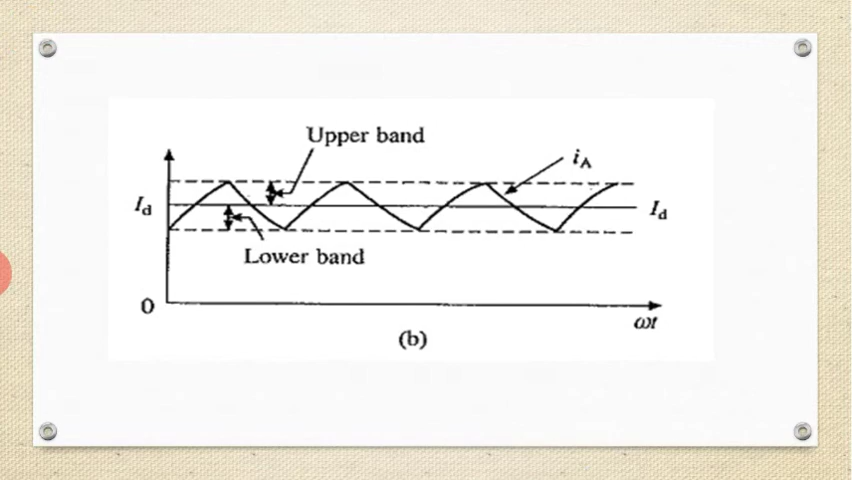 Upper band
i_A
I_d
I_d
Lower band
0
ωt
(b)